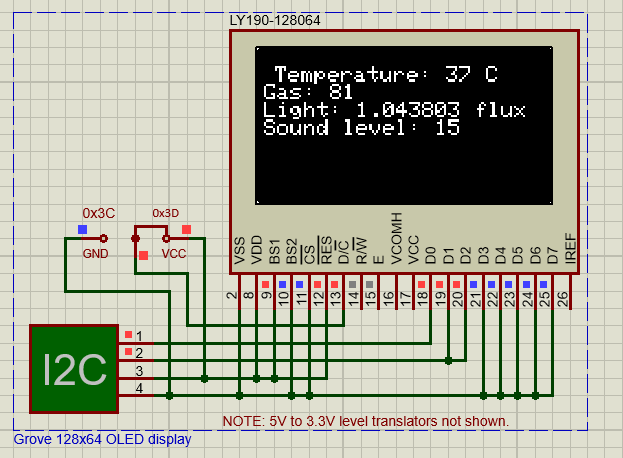 LY190-128064
Temperature: 37 C
Gas: 81
Light: 1.043803 flux
Sound level: 15
0x3C
0x3D
GND
VCC
VSS
VDD
BS1
BS2
CS
RES
D/C
R/W
E
VCOMH
VCC
D0
D1
D2
D3
D4
D5
D6
D7
IREF
2
8
9
10
11
12
13
14
15
16
17
18
19
20
21
22
23
24
25
26
I2C
1
2
3
4
NOTE: 5V to 3.3V level translators not shown.
Grove 128x64 OLED display